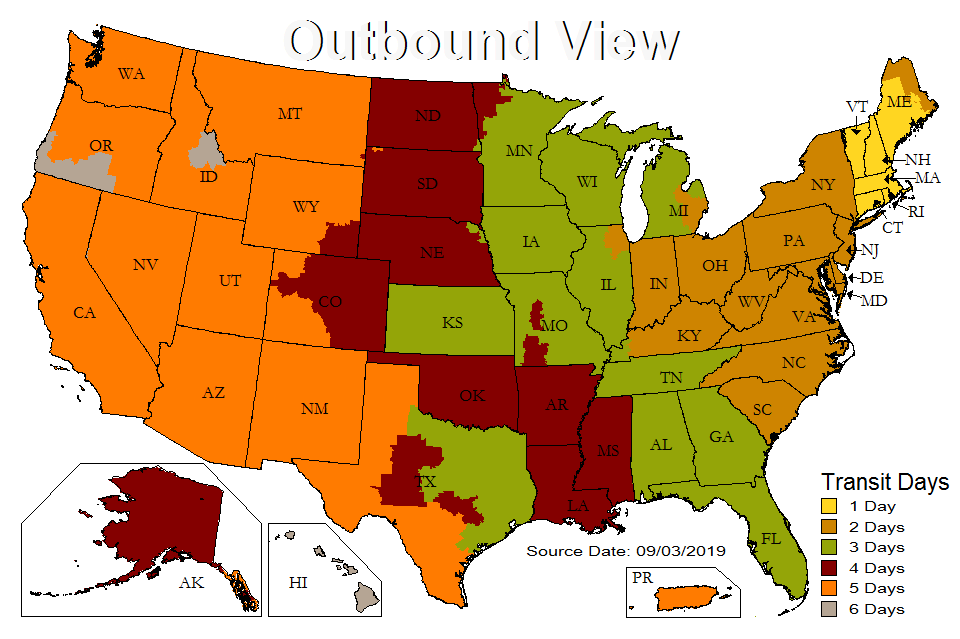 Outbound View
WA
MT
ND
MN
VT
ME
OR
ID
SD
WI
NH
MA
NY
MI
WY
RI
CT
IA
NE
PA
NJ
NV
UT
CO
IL
IN
OH
DE
WV
MD
CA
KS
MO
VA
KY
NC
TN
AZ
NM
OK
AR
SC
MS
AL
GA
TX
LA
FL
Transit Days
1 Day
2 Days
3 Days
4 Days
5 Days
6 Days
Source Date: 09/03/2019
AK
HI
PR